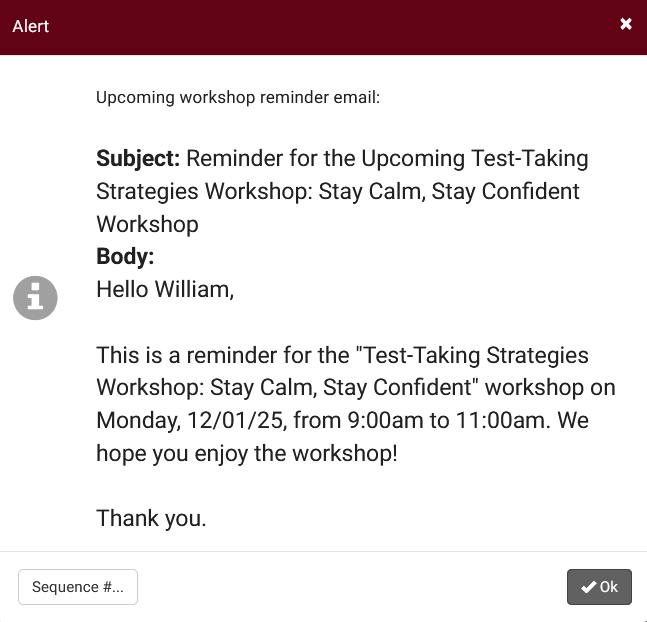 Alert
Upcoming workshop reminder email:
Subject: Reminder for the Upcoming Test-Taking
Strategies Workshop: Stay Calm, Stay Confident
Workshop
Body:
Hello William,
This is a reminder for the "Test-Taking Strategies
Workshop: Stay Calm, Stay Confident" workshop on
Monday, 12/01/25, from 9:00am to 11:00am. We
hope you enjoy the workshop!
Thank you.
Sequence #...
Ok